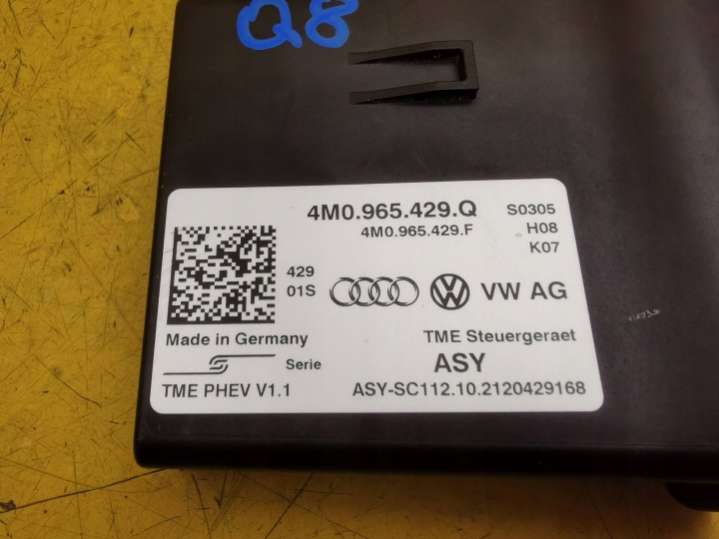 Q8
4M0.965.429.Q S0305
4M0.965.429.F H08
K07
429
01S
VW AG
Made in Germany
TME Steuergeraet
Serie
ASY
TME PHEV V1.1
ASY-SC112.10.2120429168